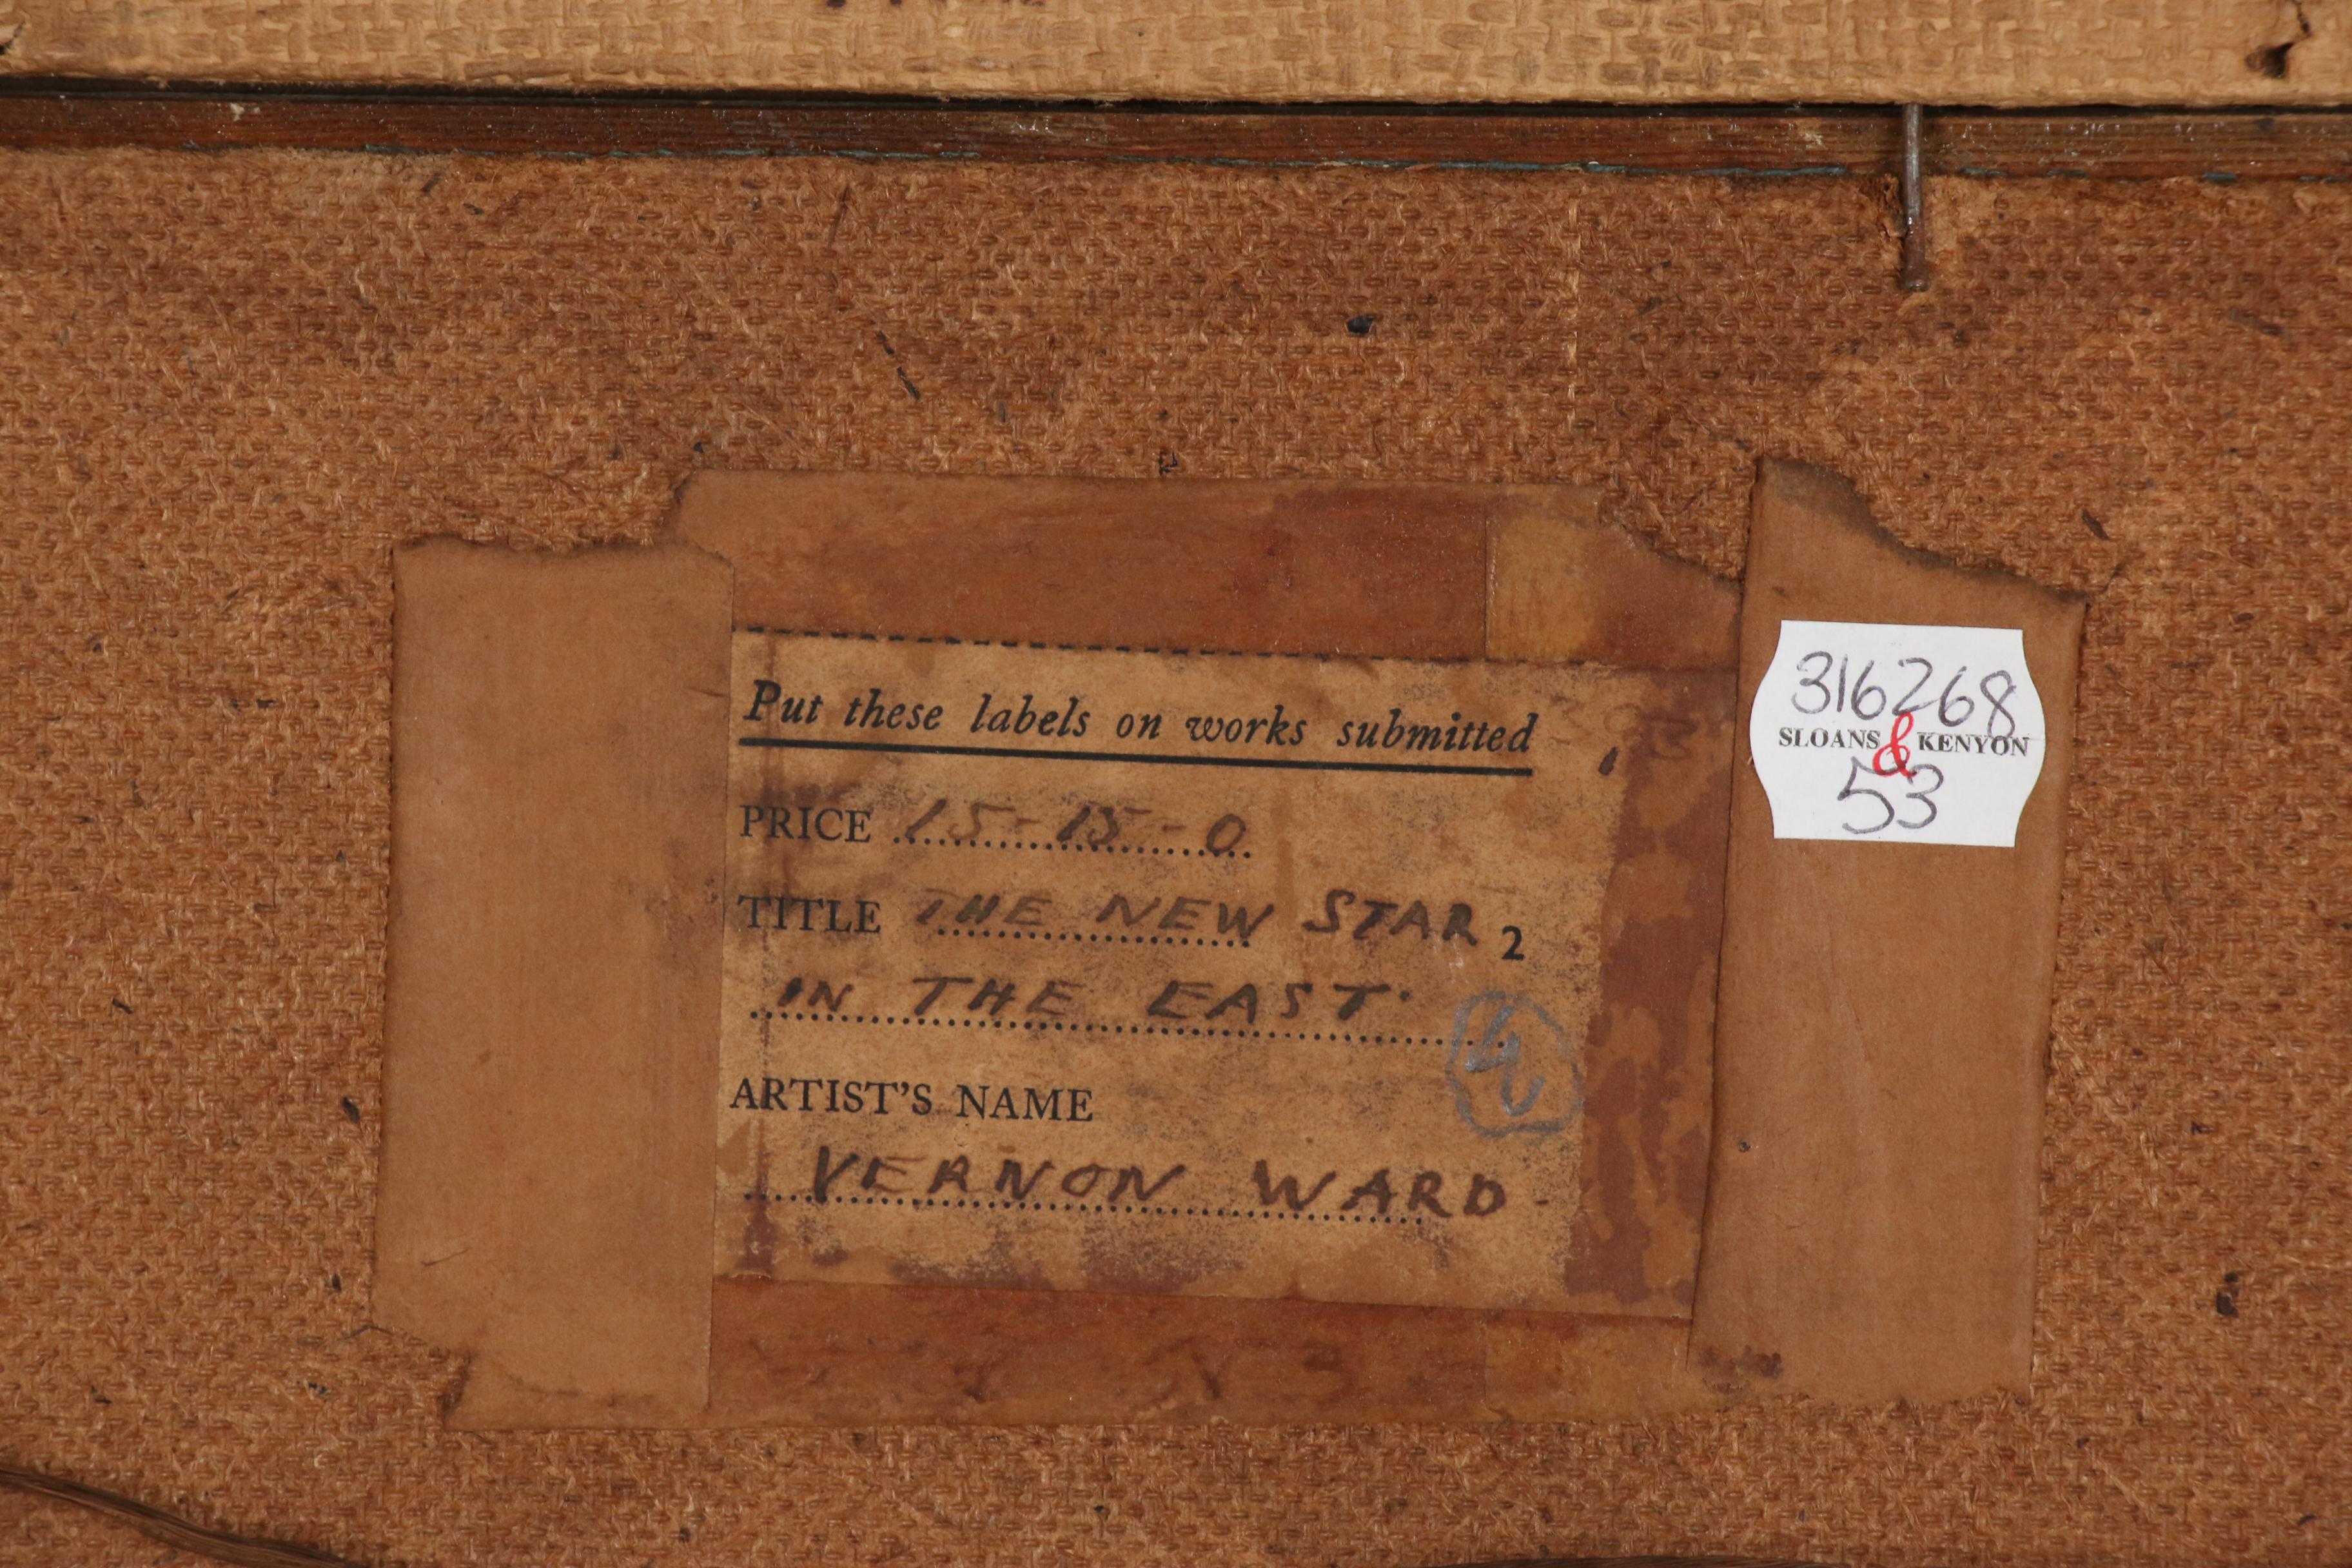 Put these labels on works submitted
PRICE 15-15-0
TITLE THE NEW STAR 2
IN THE EAST.
ARTIST'S NAME
VERNON WARD
316268
SLOANS & KENYON
53